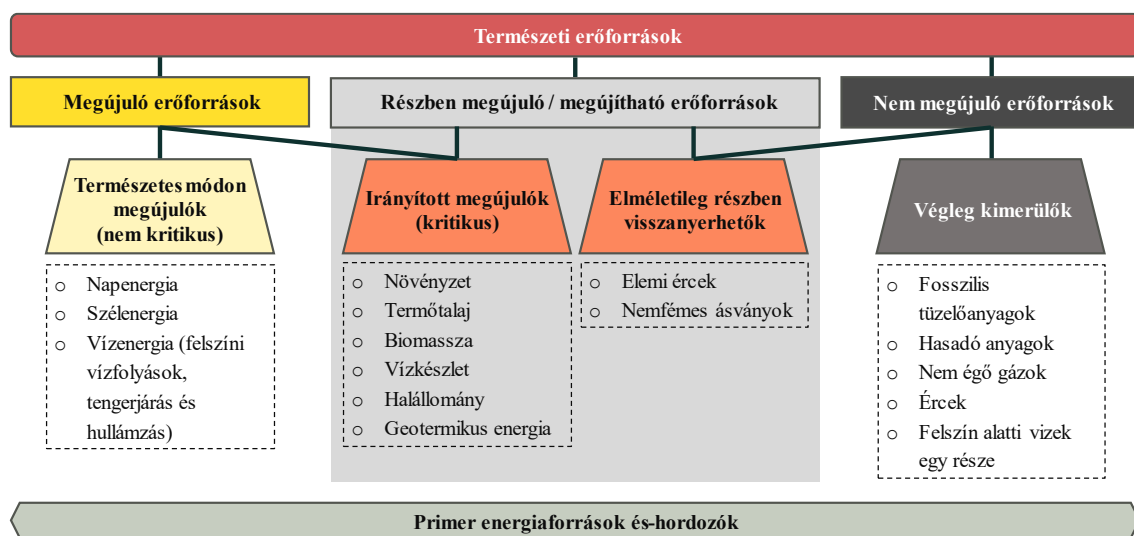 Természeti erőforrások
Megújuló erőforrások
Részben megújuló / megújítható erőforrások
Nem megújuló erőforrások
Természetes módon
megújulók
(nem kritikus)
Irányított megújulók
(kritikus)
Elméletileg részben
visszanyerhetők
Végleg kimerülők
o Napenergia
o Szélenergia
o Vízenergia (felszíni
vízfolyások,
tengerjárás és
hullámzás)
o Növényzet
o Termőtalaj
o Biomassza
o Vízkészlet
o Halállomány
o Geotermikus energia
o Elemi ércek
o Nemfémes ásványok
o Fosszilis
tüzelőanyagok
o Hasadó anyagok
o Nem égő gázok
o Ércek
o Felszín alatti vizek
egy része
Primer energiaforrások és-hordozók